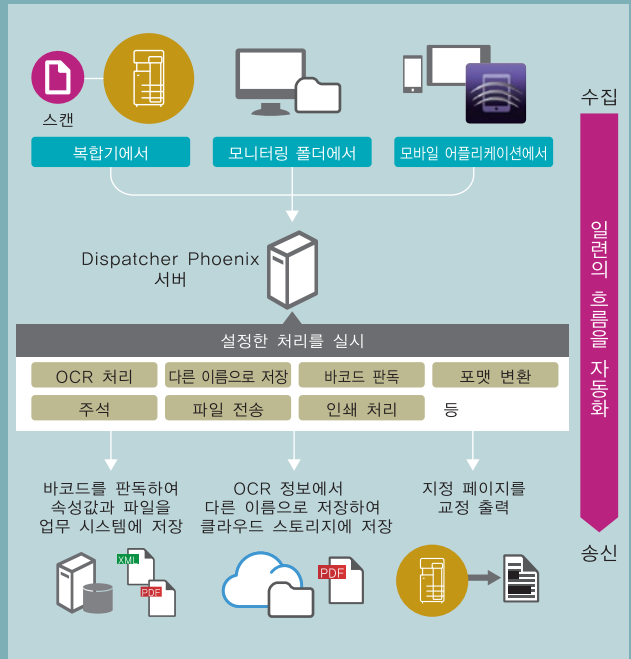 스캔
수집
복합기에서
모니터링 폴더에서
모바일 어플리케이션에서
Dispatcher Phoenix
서버
일련의 흐름을 자동화
설정한 처리를 실시
OCR 처리
다른 이름으로 저장
바코드 판독
포맷 변환
주석
파일 전송
인쇄 처리
등
바코드를 판독하여
속성값과 파일을
업무 시스템에 저장
OCR 정보에서
다른 이름으로 저장하여
클라우드 스토리지에 저장
지정 페이지를
교정 출력
송신
XML
PDF
PDF